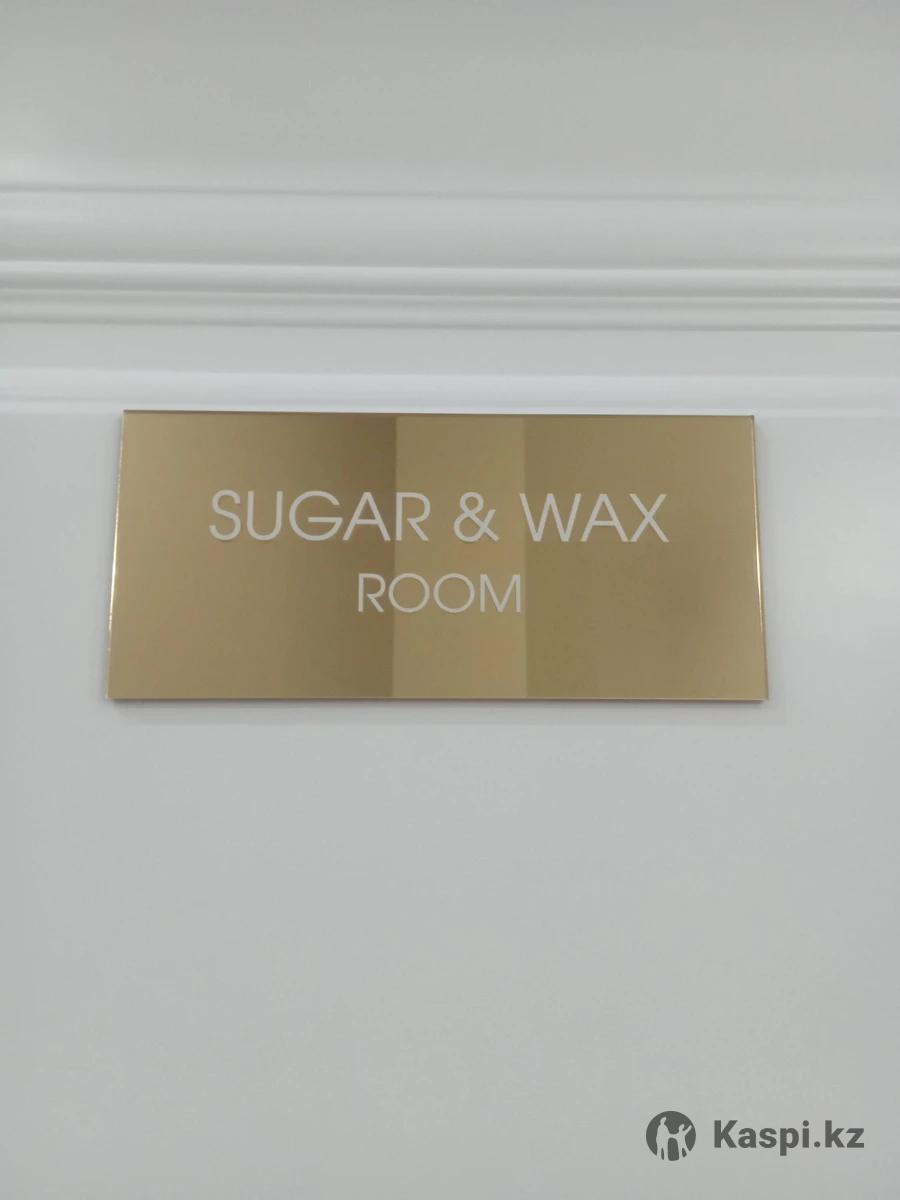 SUGAR & WAX
ROOM
Kaspi.kz